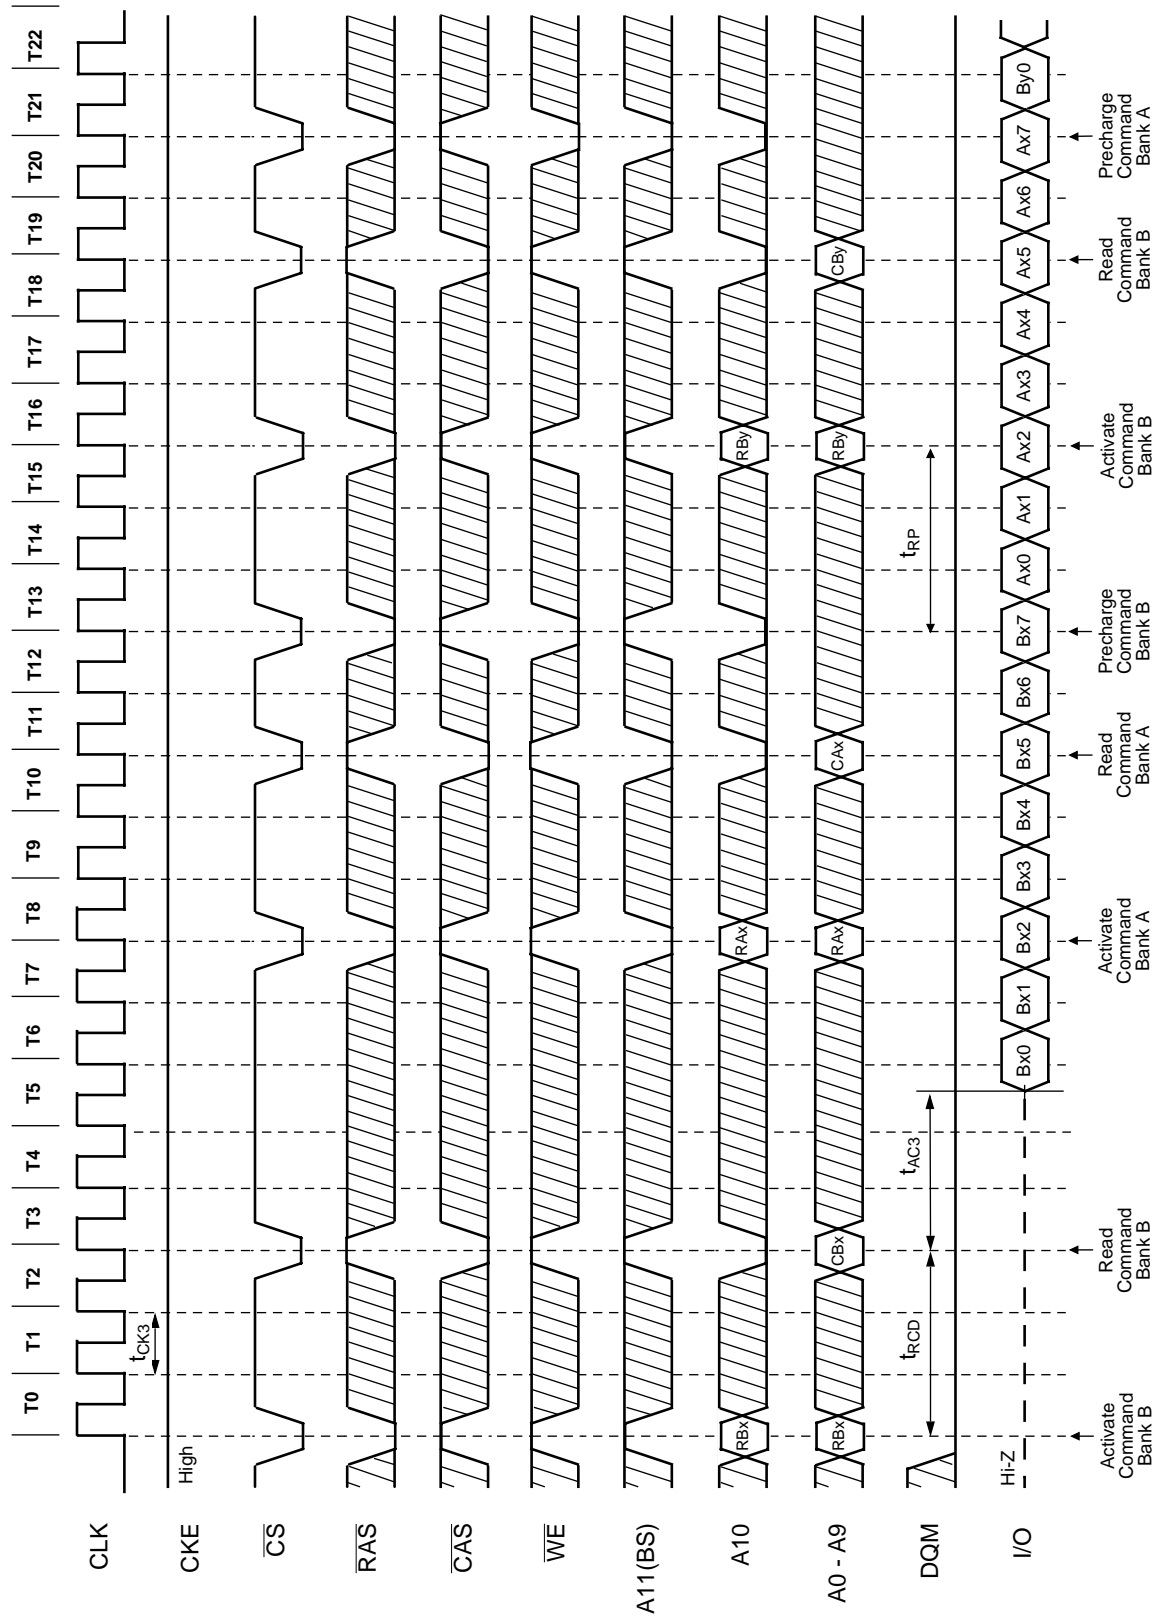 T0 T1 T2 T3 T4 T5 T6 T7 T8 T9 T10 T11 T12 T13 T14 T15 T16 T17 T18 T19 T20 T21 T22
CLK
tCK3
CKE
High
CS
RAS
CAS
WE
A11(BS)
A10
RBx RAx RBy
A0 - A9
RBx CBx RAx CAx RBy CBy
DQM
tRCD tAC3 tRP
I/O
Hi-Z
Bx0 Bx1 Bx2 Bx3 Bx4 Bx5 Bx6 Bx7 Ax0 Ax1 Ax2 Ax3 Ax4 Ax5 Ax6 Ax7 By0
Activate
Command
Bank B
Read
Command
Bank B
Activate
Command
Bank A
Read
Command
Bank A
Precharge
Command
Bank B
Activate
Command
Bank B
Read
Command
Bank B
Precharge
Command
Bank A